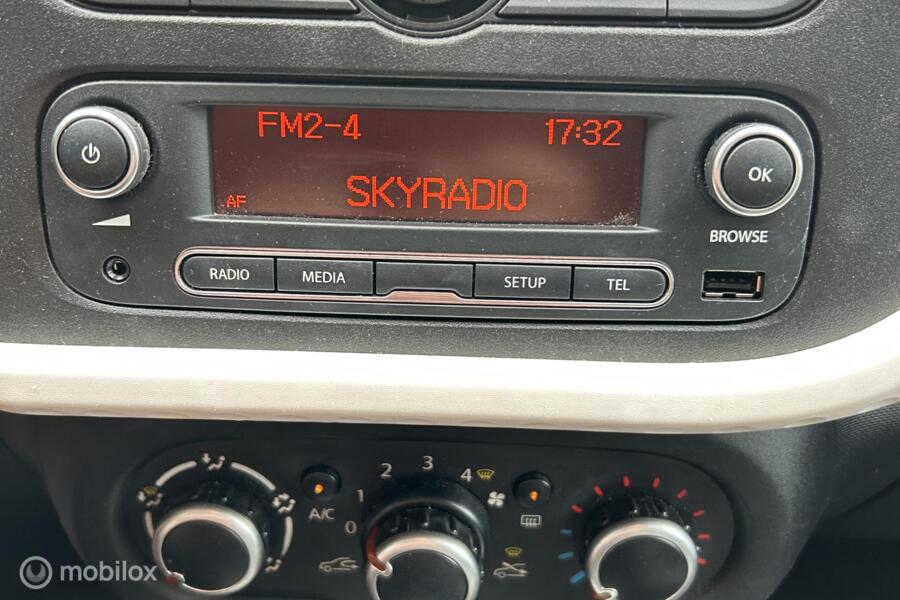 FM2-4 17:32
AF SKYRADIO
OK
BROWSE
RADIO MEDIA SETUP TEL
A/C 0 1 2 3 4
mobilox